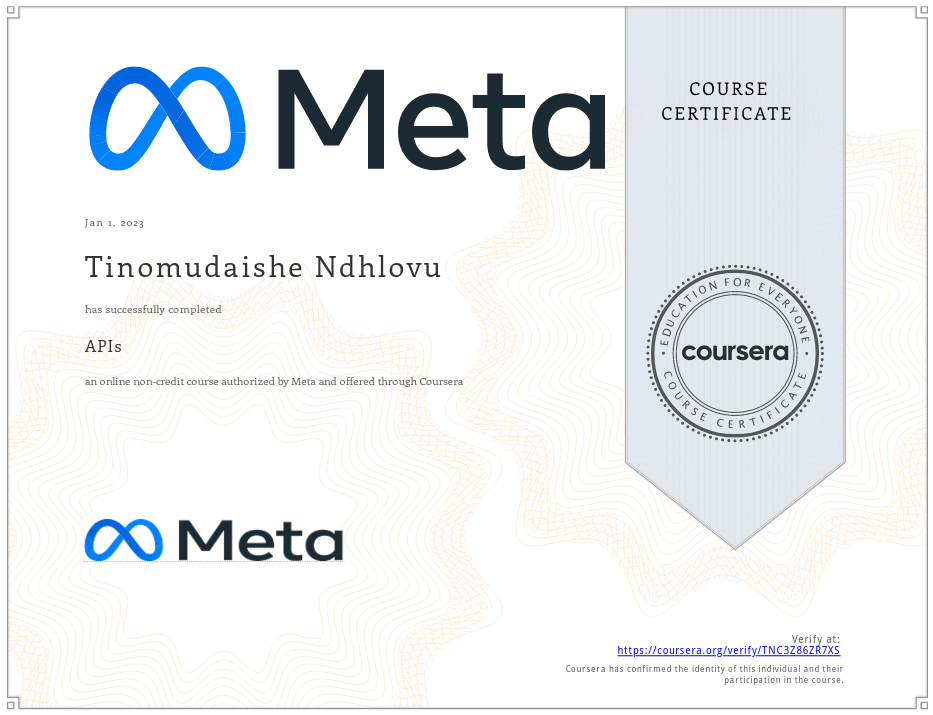 Meta
COURSE
CERTIFICATE
Jan 1, 2023
Tinomudaishe Ndhlovu
has successfully completed
APIs
an online non-credit course authorized by Meta and offered through Coursera
EDUCATION FOR EVERYONE
coursera
COURSE CERTIFICATE
Meta
Verify at:
https://coursera.org/verify/TNC3Z86ZR7XS
Coursera has confirmed the identity of this individual and their
participation in the course.